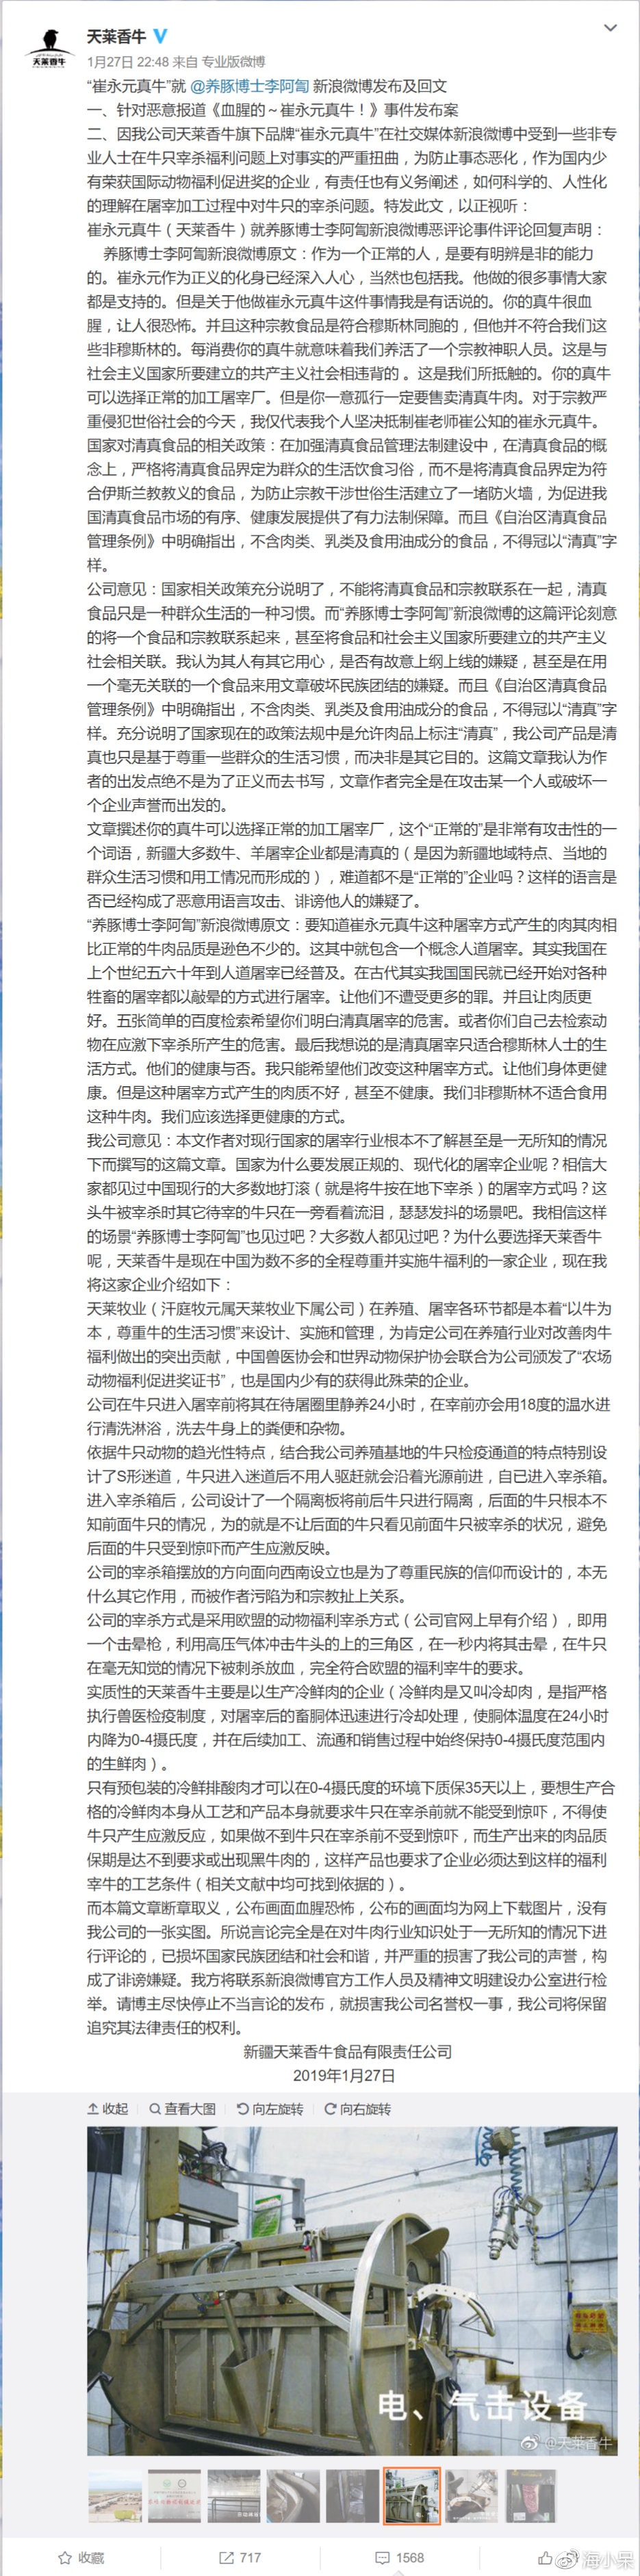 天莱香牛
天莱香牛
1月27日 22:48 来自 专业版微博
“崔永元真牛”就 @养豚博士李阿訇 新浪微博发布及回文
一、针对恶意报道《血腥的～崔永元真牛！》事件发布案
二、因我公司天莱香牛旗下品牌“崔永元真牛”在社交媒体新浪微博中受到一些非专
业人士在牛只宰杀福利问题上对事实的严重扭曲，为防止事态恶化，作为国内少
有荣获国际动物福利促进奖的企业，有责任也有义务阐述，如何科学的、人性化
的理解在屠宰加工过程中对牛只的宰杀问题。特发此文，以正视听：
崔永元真牛（天莱香牛）就养豚博士李阿訇新浪微博恶评论事件评论回复声明：
养豚博士李阿訇新浪微博原文：作为一个正常的人，是要有明辨是非的能力
的。崔永元作为正义的化身已经深入人心，当然也包括我。他做的很多事情大家
都是支持的。但是关于他做崔永元真牛这件事情我是有话说的。你的真牛很血
腥，让人很恐怖。并且这种宗教食品是符合穆斯林同胞的，但他并不符合我们这
些非穆斯林的。每消费你的真牛就意味着我们养活了一个宗教神职人员。这是与
社会主义国家所要建立的共产主义社会相违背的 。这是我们所抵触的。你的真牛
可以选择正常的加工屠宰厂。但是你一意孤行一定要售卖清真牛肉。对于宗教严
重侵犯世俗社会的今天，我仅代表我个人坚决抵制崔老师崔公知的崔永元真牛。
国家对清真食品的相关政策：在加强清真食品管理法制建设中，在清真食品的概
念上，严格将清真食品界定为群众的生活饮食习俗，而不是将清真食品界定为符
合伊斯兰教教义的食品，为防止宗教干涉世俗生活建立了一堵防火墙，为促进我
国清真食品市场的有序、健康发展提供了有力法制保障。而且《自治区清真食品
管理条例》中明确指出，不含肉类、乳类及食用油成分的食品，不得冠以“清真”字
样。
公司意见：国家相关政策充分说明了，不能将清真食品和宗教联系在一起，清真
食品只是一种群众生活的一种习惯。而“养豚博士李阿訇”新浪微博的这篇评论刻意
的将一个食品和宗教联系起来，甚至将食品和社会主义国家所要建立的共产主义
社会相关联。我认为其人有其它用心，是否有故意上纲上线的嫌疑，甚至是在用
一个毫无关联的一个食品来用文章破坏民族团结的嫌疑。而且《自治区清真食品
管理条例》中明确指出，不含肉类、乳类及食用油成分的食品，不得冠以“清真”字
样。充分说明了国家现在的政策法规中是允许肉品上标注“清真”，我公司产品是清
真也只是基于尊重一些群众的生活习惯，而决非是其它目的。这篇文章我认为作
者的出发点绝不是为了正义而去书写，文章作者完全是在攻击某一个人或破坏一
个企业声誉而出发的。
文章撰述你的真牛可以选择正常的加工屠宰厂，这个“正常的”是非常有攻击性的一
个词语，新疆大多数牛、羊屠宰企业都是清真的（是因为新疆地域特点、当地的
群众生活习惯和用工情况而形成的），难道都不是“正常的”企业吗？这样的语言是
否已经构成了恶意用语言攻击、诽谤他人的嫌疑了。
“养豚博士李阿訇”新浪微博原文：要知道崔永元真牛这种屠宰方式产生的肉其肉相
比正常的牛肉品质是逊色不少的。这其中就包含一个概念人道屠宰。其实我国在
上个世纪五六十年到人道屠宰已经普及。在古代其实我国国民就已经开始对各种
牲畜的屠宰都以敲晕的方式进行屠宰。让他们不遭受更多的罪。并且让肉质更
好。五张简单的百度检索希望你们明白清真屠宰的危害。或者你们自己去检索动
物在应激下宰杀所产生的危害。最后我想说的是清真屠宰只适合穆斯林人士的生
活方式。他们的健康与否。我只能希望他们改变这种屠宰方式。让他们身体更健
康。但是这种屠宰方式产生的肉质不好，甚至不健康。我们非穆斯林不适合食用
这种牛肉。我们应该选择更健康的方式。
我公司意见：本文作者对现行国家的屠宰行业根本不了解甚至是一无所知的情况
下而撰写的这篇文章。国家为什么要发展正规的、现代化的屠宰企业呢？相信大
家都见过中国现行的大多数地打滚（就是将牛按在地下宰杀）的屠宰方式吗？这
头牛被宰杀时其它待宰的牛只在一旁看着流泪，瑟瑟发抖的场景吧。我相信这样
的场景“养豚博士李阿訇”也见过吧？大多数人都见过吧？为什么要选择天莱香牛
呢，天莱香牛是现在中国为数不多的全程尊重并实施牛福利的一家企业，现在我
将这家企业介绍如下：
天莱牧业（汗庭牧元属天莱牧业下属公司）在养殖、屠宰各环节都是本着“以牛为
本，尊重牛的生活习惯”来设计、实施和管理，为肯定公司在养殖行业对改善肉牛
福利做出的突出贡献，中国兽医协会和世界动物保护协会联合为公司颁发了“农场
动物福利促进奖证书”，也是国内少有的获得此殊荣的企业。
公司在牛只进入屠宰前将其在待屠圈里静养24小时，在宰前亦会用18度的温水进
行清洗淋浴，洗去牛身上的粪便和杂物。
依据牛只动物的趋光性特点，结合我公司养殖基地的牛只检疫通道的特点特别设
计了S形迷道，牛只进入迷道后不用人驱赶就会沿着光源前进，自已进入宰杀箱。
进入宰杀箱后，公司设计了一个隔离板将前后牛只进行隔离，后面的牛只根本不
知前面牛只的情况，为的就是不让后面的牛只看见前面牛只被宰杀的状况，避免
后面的牛只受到惊吓而产生应激反映。
公司的宰杀箱摆放的方向面向西南设立也是为了尊重民族的信仰而设计的，本无
什么其它作用，而被作者污陷为和宗教扯上关系。
公司的宰杀方式是采用欧盟的动物福利宰杀方式（公司官网上早有介绍），即用
一个击晕枪，利用高压气体冲击牛头的上的三角区，在一秒内将其击晕，在牛只
在毫无知觉的情况下被刺杀放血，完全符合欧盟的福利宰牛的要求。
实质性的天莱香牛主要是以生产冷鲜肉的企业（冷鲜肉是又叫冷却肉，是指严格
执行兽医检疫制度，对屠宰后的畜胴体迅速进行冷却处理，使胴体温度在24小时
内降为0-4摄氏度，并在后续加工、流通和销售过程中始终保持0-4摄氏度范围内
的生鲜肉）。
只有预包装的冷鲜排酸肉才可以在0-4摄氏度的环境下质保35天以上，要想生产合
格的冷鲜肉本身从工艺和产品本身就要求牛只在宰杀前就不能受到惊吓，不得使
牛只产生应激反应，如果做不到牛只在宰杀前不受到惊吓，而生产出来的肉品质
保期是达不到要求或出现黑牛肉的，这样产品也要求了企业必须达到这样的福利
宰牛的工艺条件（相关文献中均可找到依据的）。
而本篇文章断章取义，公布画面血腥恐怖，公布的画面均为网上下载图片，没有
我公司的一张实图。所说言论完全是在对牛肉行业知识处于一无所知的情况下进
行评论的，已损坏国家民族团结和社会和谐，并严重的损害了我公司的声誉，构
成了诽谤嫌疑。我方将联系新浪微博官方工作人员及精神文明建设办公室进行检
举。请博主尽快停止不当言论的发布，就损害我公司名誉权一事，我公司将保留
追究其法律责任的权利。
新疆天莱香牛食品有限责任公司
2019年1月27日
收起 查看大图 向左旋转 向右旋转
电、气击设备
@天莱香牛
收藏 717 1568
海小呆